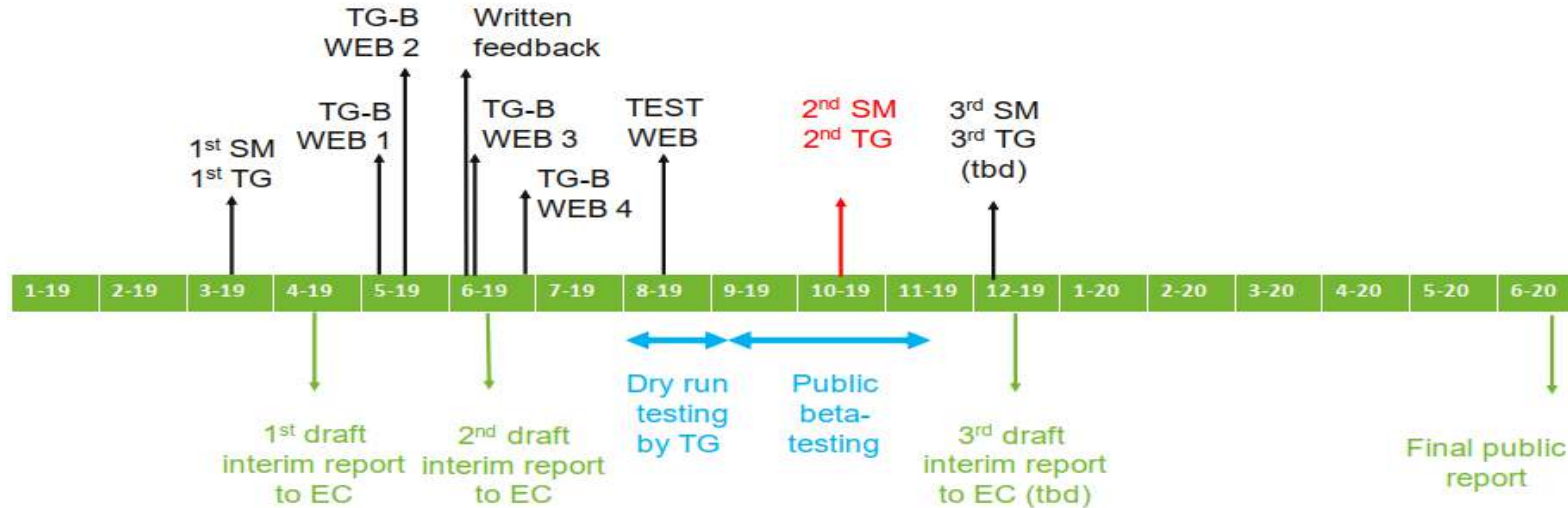 TG-B
WEB 2
Written
feedback
TG-B
WEB 1
TG-B
WEB 3
TEST
WEB
2nd SM
2nd TG
3rd SM
3rd TG
(tbd)
1st SM
1st TG
TG-B
WEB 4
1-19 2-19 3-19 4-19 5-19 6-19 7-19 8-19 9-19 10-19 11-19 12-19 1-20 2-20 3-20 4-20 5-20 6-20
1st draft
interim report
to EC
2nd draft
interim report
to EC
Dry run
testing
by TG
Public
beta-
testing
3rd draft
interim report
to EC (tbd)
Final public
report